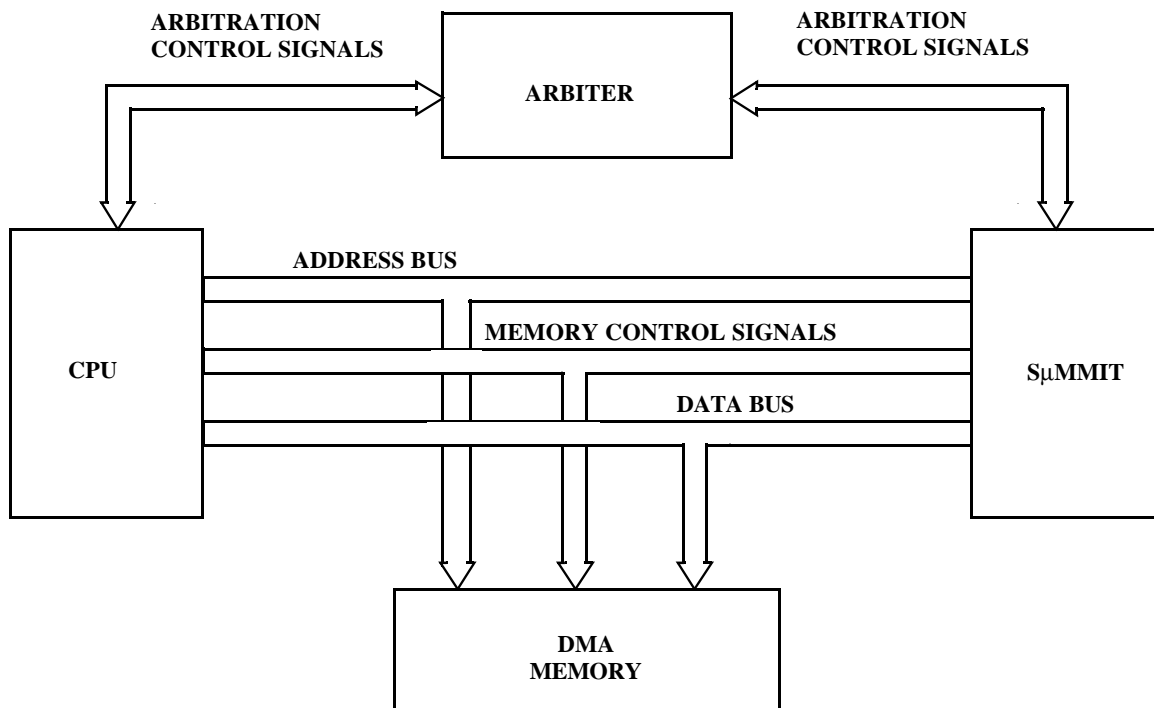 ARBITRATION
CONTROL SIGNALS
ARBITER
ARBITRATION
CONTROL SIGNALS
ADDRESS BUS
MEMORY CONTROL SIGNALS
CPU
SμMMIT
DATA BUS
DMA
MEMORY